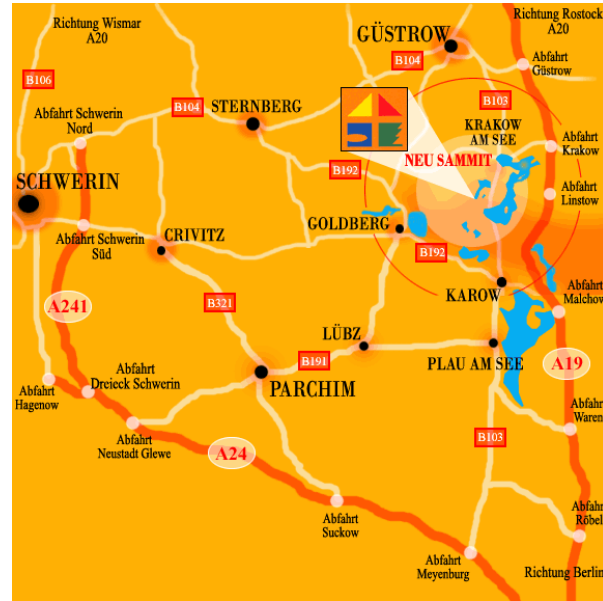 Richtung Wismar
A20
GÜSTROW
Richtung Rostock
A20
B104
Abfahrt
Güstrow
B106
B104
STERNBERG
B103
Abfahrt Schwerin
Nord
KRAKOW
AM SEE
Abfahrt
Krakow
NEU SAMMIT
B192
SCHWERIN
Abfahrt
Linstow
GOLDBERG
CRIVITZ
Abfahrt Schwerin
Süd
B192
KAROW
Abfahrt
Malchow
A241
B321
LÜBZ
B191
PLAU AM SEE
A19
Abfahrt
Dreieck Schwerin
PARCHIM
Abfahrt
Hagenow
Abfahrt
Waren
Abfahrt
Neustadt Glewe
B103
A24
Abfahrt
Suckow
Abfahrt
Röbel
Abfahrt
Meyenburg
Richtung Berlin